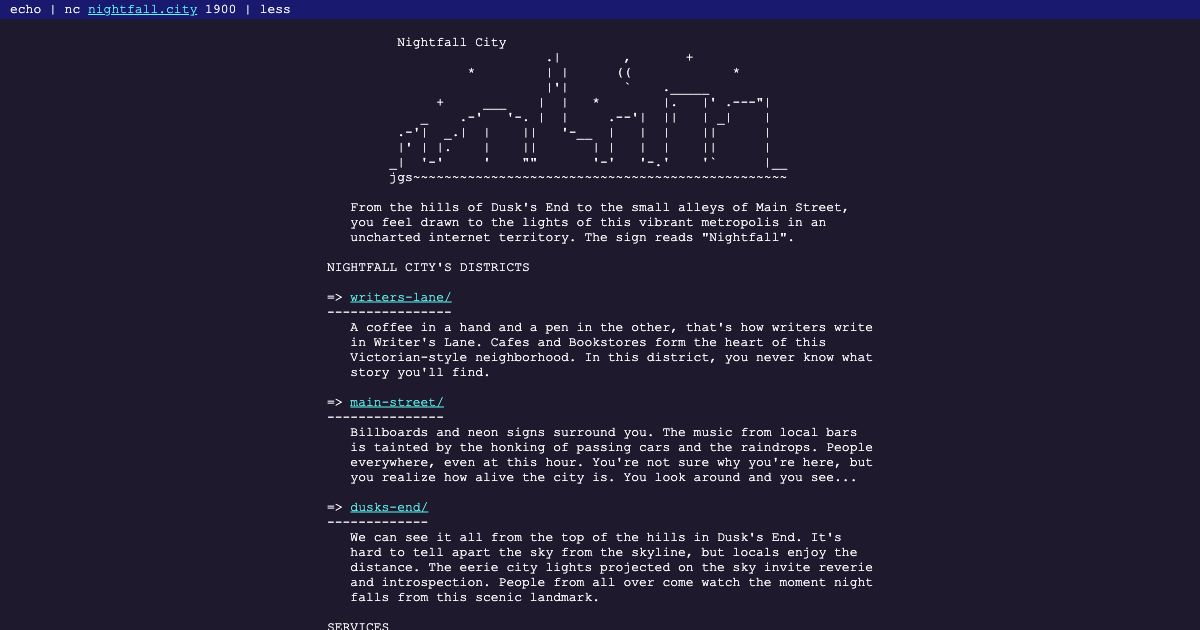 echo | nc nightfall.city 1900 | less
Nightfall City
jgs~~~~~~~~~~~~~~~~~~~~~~~~~~~~~~~~~~~~~~~~~~~~~~~~
From the hills of Dusk's End to the small alleys of Main Street,
you feel drawn to the lights of this vibrant metropolis in an
uncharted internet territory. The sign reads "Nightfall".
NIGHTFALL CITY'S DISTRICTS
=> writers-lane/
----------------
A coffee in a hand and a pen in the other, that's how writers write
in Writer's Lane. Cafes and Bookstores form the heart of this
Victorian-style neighborhood. In this district, you never know what
story you'll find.
=> main-street/
---------------
Billboards and neon signs surround you. The music from local bars
is tainted by the honking of passing cars and the raindrops. People
everywhere, even at this hour. You're not sure why you're here, but
you realize how alive the city is. You look around and you see...
=> dusks-end/
-------------
We can see it all from the top of the hills in Dusk's End. It's
hard to tell apart the sky from the skyline, but locals enjoy the
distance. The eerie city lights projected on the sky invite reverie
and introspection. People from all over come watch the moment night
falls from this scenic landmark.
SERVICES